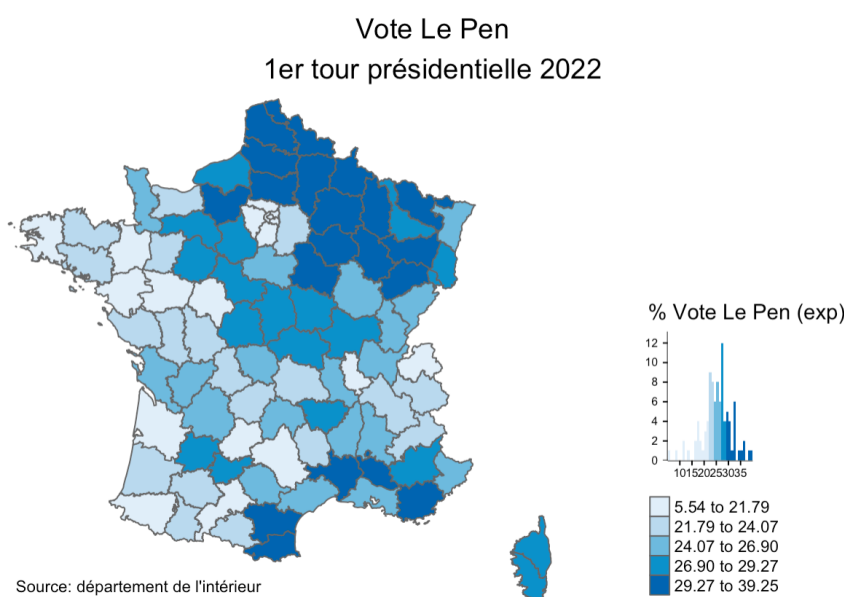 Vote Le Pen
1er tour présidentielle 2022
% Vote Le Pen (exp)
12
10
8
6
4
2
0
101520253035
5.54 to 21.79
21.79 to 24.07
24.07 to 26.90
26.90 to 29.27
29.27 to 39.25
Source: département de l'intérieur